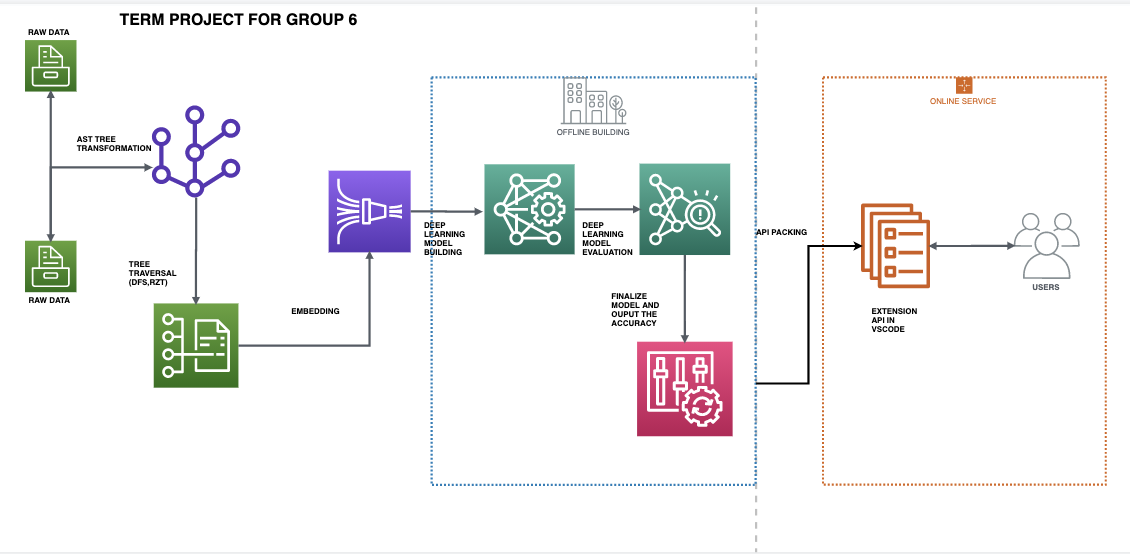 TERM PROJECT FOR GROUP 6
RAW DATA
AST TREE
TRANSFORMATION
RAW DATA
TREE
TRAVERSAL
(DFS,RZT)
EMBEDDING
OFFLINE BUILDING
DEEP
LEARNING
MODEL
BUILDING
DEEP
LEARNING
MODEL
EVALUATION
FINALIZE
MODEL AND
OUPUT THE
ACCURACY
API PACKING
ONLINE SERVICE
EXTENSION
API IN
VSCODE
USERS